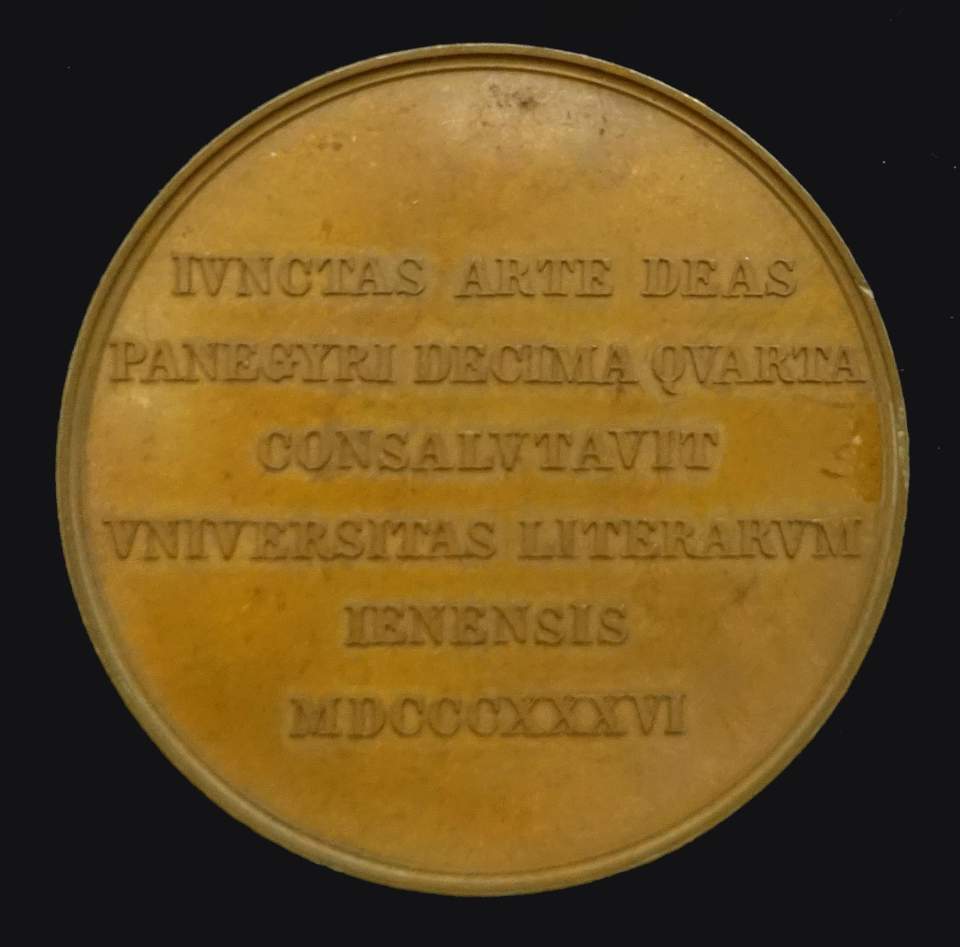 IVNCTAS ARTE DEAS
PANEGYRI DECIMA QVARTA
CONSALVTAVIT
VNIVERSITAS LITERARVM
IENENSIS
MDCCCXXXVI